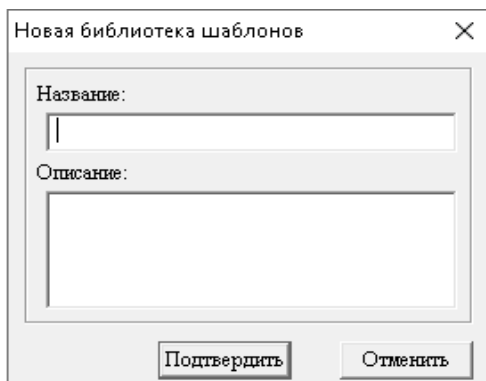 Новая библиотека шаблонов
Название:
Описание:
Подтвердить Отменить